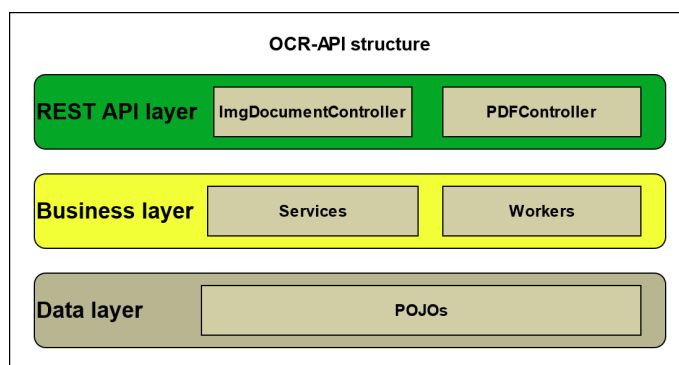 OCR-API structure
REST API layer
ImgDocumentController
PDFController
Business layer
Services
Workers
Data layer
POJOs